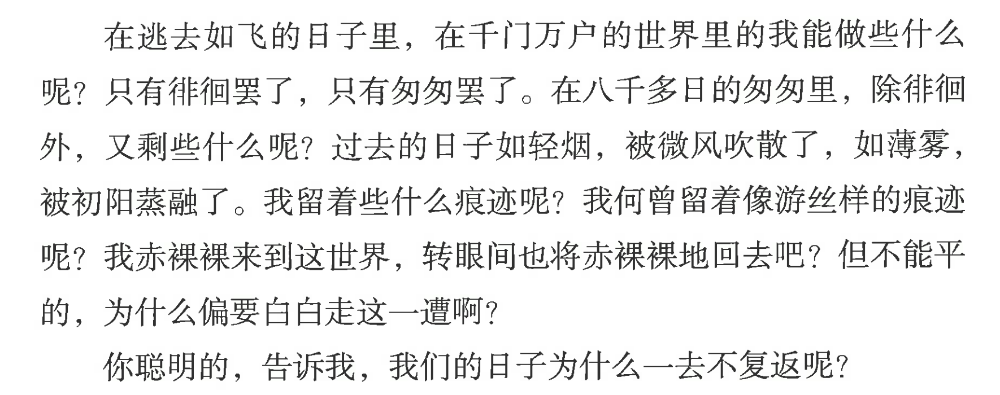 在逃去如飞的日子里，在千门万户的世界里的我能做些什么
呢？只有徘徊罢了，只有匆匆罢了。在八千多日的匆匆里，除徘徊
外，又剩些什么呢？过去的日子如轻烟，被微风吹散了，如薄雾，
被初阳蒸融了。我留着些什么痕迹呢？我何曾留着像游丝样的痕迹
呢？我赤裸裸来到这世界，转眼间也将赤裸裸地回去吧？但不能平
的，为什么偏要白白走这一遭啊？
你聪明的，告诉我，我们的日子为什么一去不复返呢？